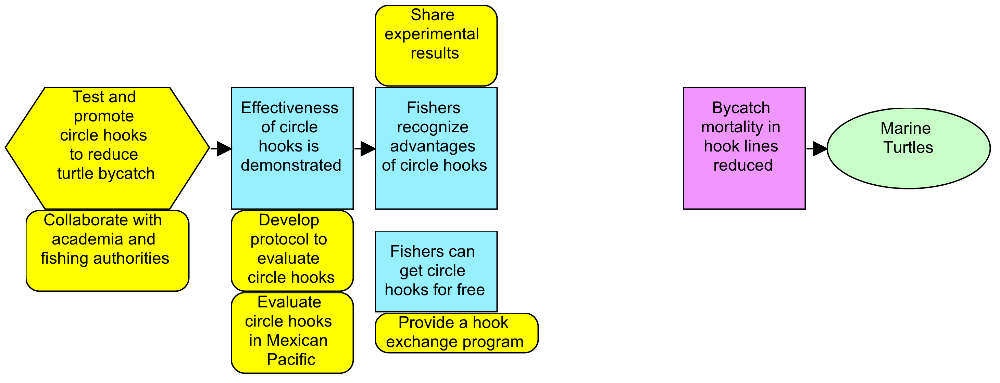 Share
experimental
results
Test and
promote
circle hooks
to reduce
turtle bycatch
Effectiveness
of circle
hooks is
demonstrated
Fishers
recognize
advantages
of circle hooks
Bycatch
mortality in
hook lines
reduced
Marine
Turtles
Collaborate with
academia and
fishing authorities
Develop
protocol to
evaluate
circle hooks
Fishers can
get circle
hooks for free
Evaluate
circle hooks
in Mexican
Pacific
Provide a hook
exchange program